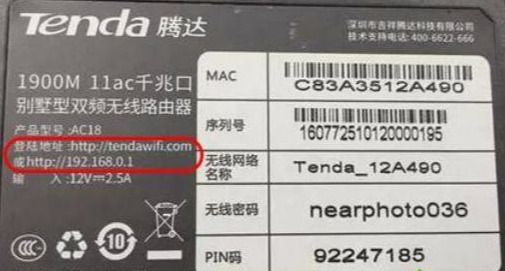 Tenda 腾达
深圳市吉祥腾达科技有限公司
技术支持电话: 400-6622-666
1900M 11ac千兆口
别墅型双频无线路由器
产品型号:AC18
登陆地址:http://tendawifi.com
或http://192.168.0.1
输 入:12V⎓2.5A
CCC
10
MAC
C83A3512A490
序列号
160772510120000195
无线网络
名称
Tenda_12A490
无线密码
nearphoto036
PIN码
92247185